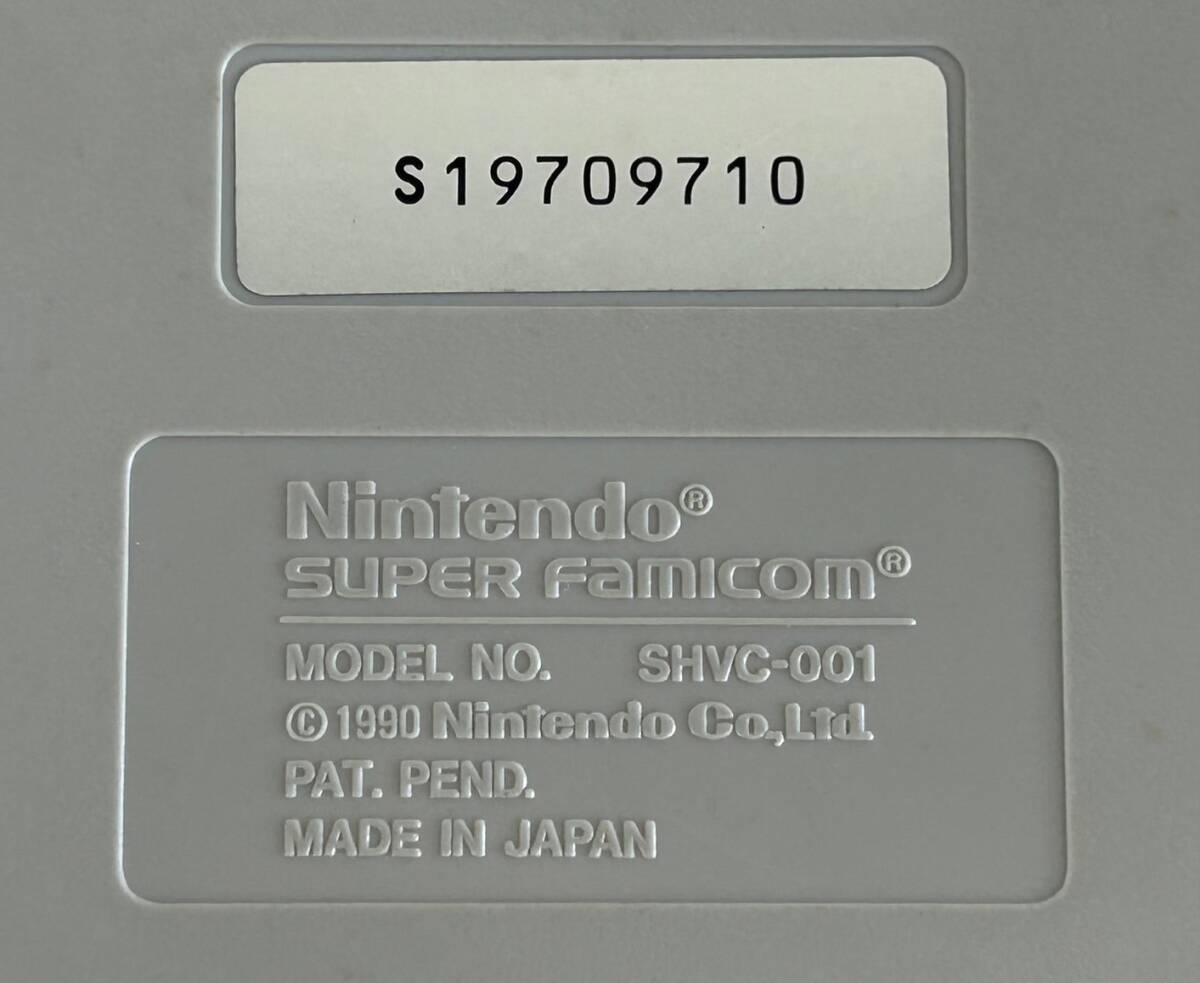 S19709710
Nintendo®
SUPER FAMICOM®
MODEL NO. SHVC-001
©1990 Nintendo Co.,Ltd.
PAT. PEND.
MADE IN JAPAN